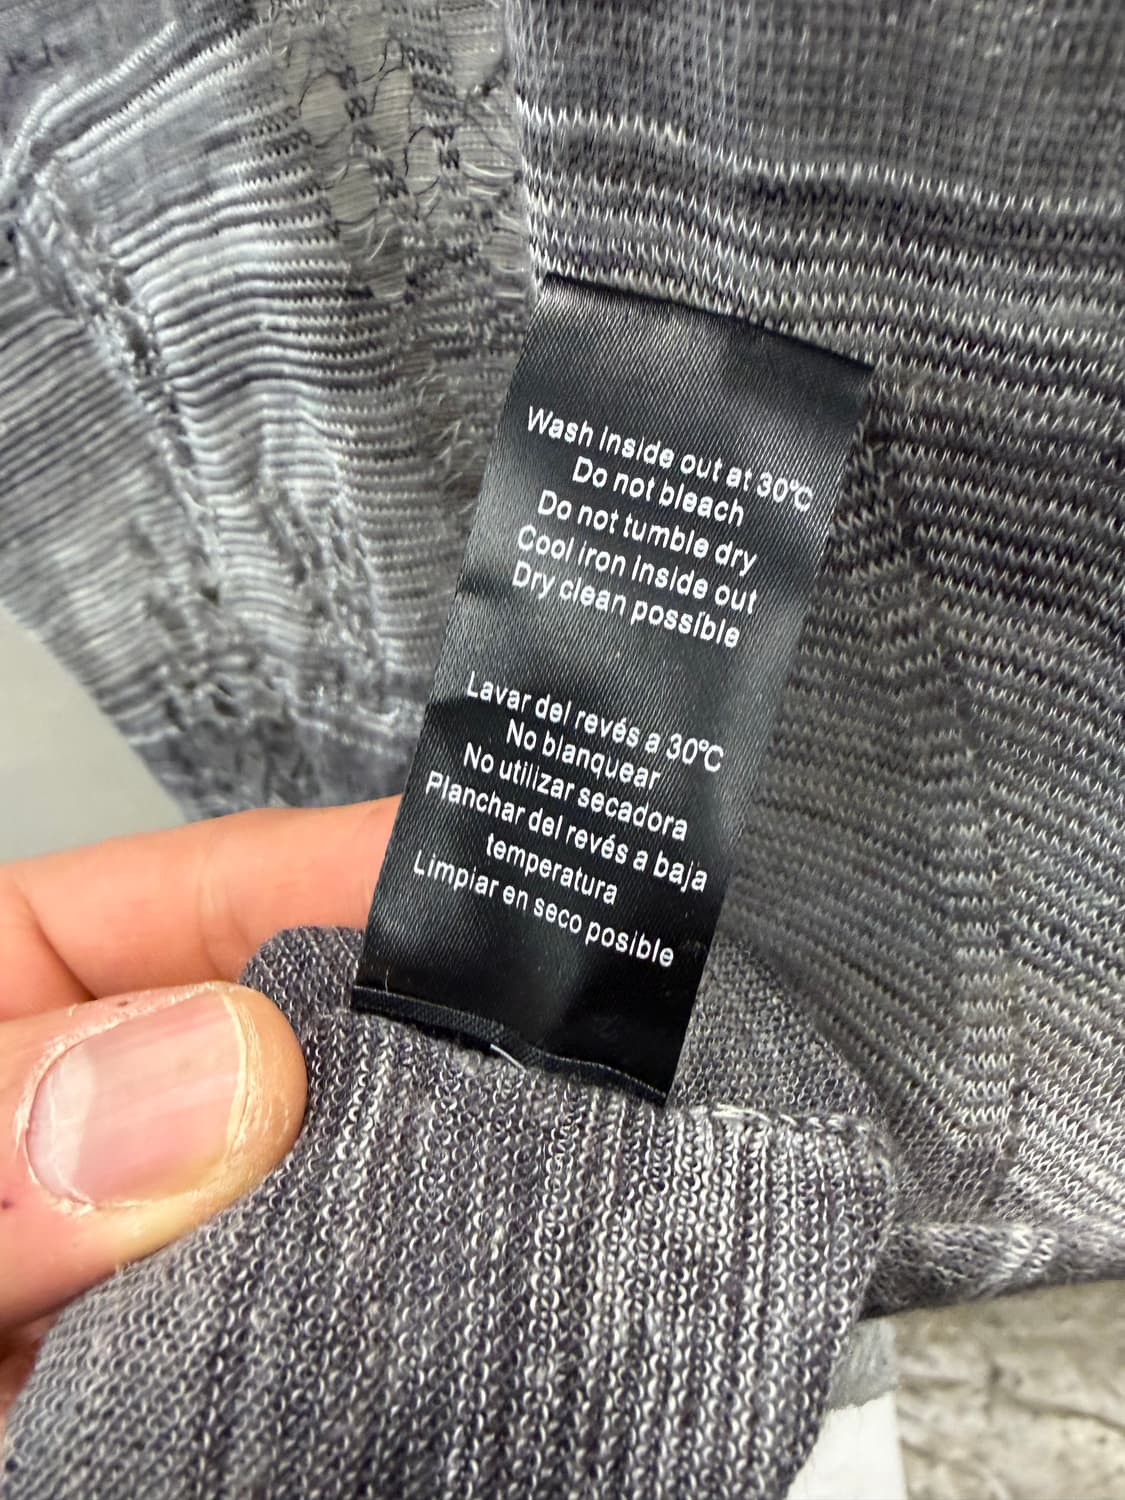 Wash inside out at 30°C
Do not bleach
Do not tumble dry
Cool iron inside out
Dry clean possible
Lavar del revés a 30°C
No blanquear
No utilizar secadora
Planchar del revés a baja
temperatura
Limpiar en seco posible